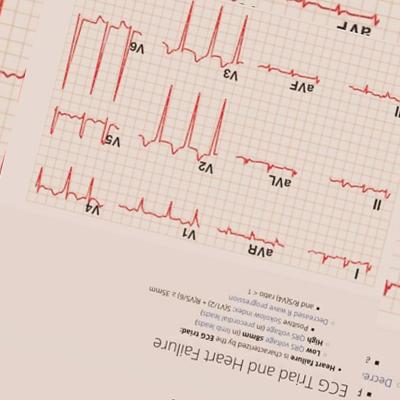 ECG Triad and Heart Failure
• Heart failure is characterized by the ECG triad:
○ Low QRS voltage ≤8mm (in limb leads)
○ High QRS voltage (in precordial leads)
▪ Positive Sokolow index: S(V1/2) + R(V5/6) ≥ 35mm
○ Decreased R wave progression
▪ and R/S(V4) ratio < 1
Decre
I aVR V1 V4
II aVL V2 V5
aVF V3 V6
aVF